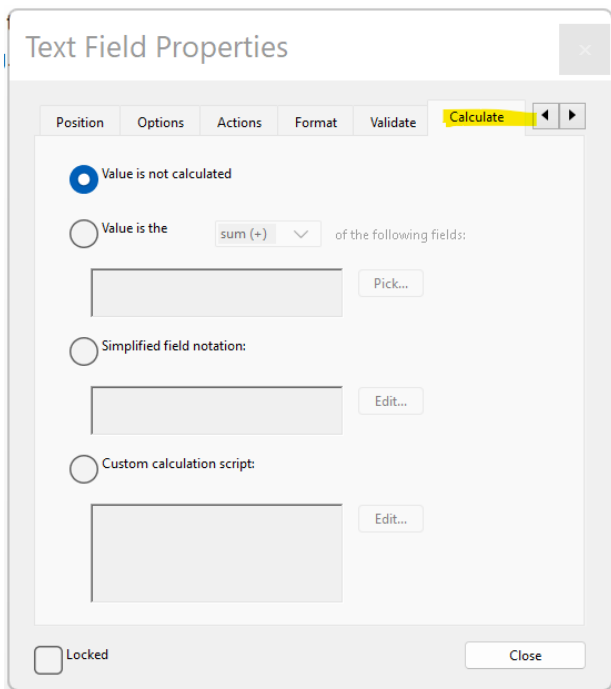 Text Field Properties
Position Options Actions Format Validate Calculate
Value is not calculated
Value is the sum (+) of the following fields:
Pick...
Simplified field notation:
Edit...
Custom calculation script:
Edit...
Locked
Close